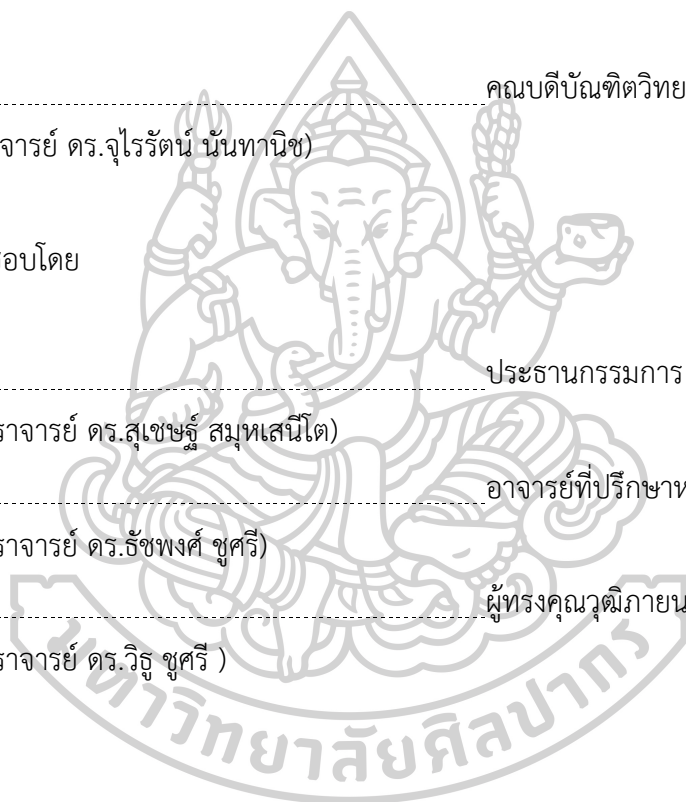 คณบดีบัณฑิตวิทย
จารย์ ดร.จุไรรัตน์ นันทานิช)
อบโดย
ประธานกรรมการ
ราจารย์ ดร.สุเชษฐ์ สมุหเสนีโต)
อาจารย์ที่ปรึกษาห
ราจารย์ ดร.ธัชพงศ์ ชูศรี)
ผู้ทรงคุณวุฒิภายน
ราจารย์ ดร.วิธู ชูศรี )
มหาวิทยาลัยศิลปากร